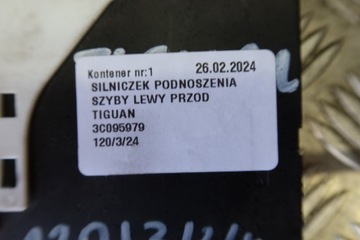 Kontener nr:1 26.02.2024
SILNICZEK PODNOSZENIA
SZYBY LEWY PRZOD
TIGUAN
3C095979
120/3/24